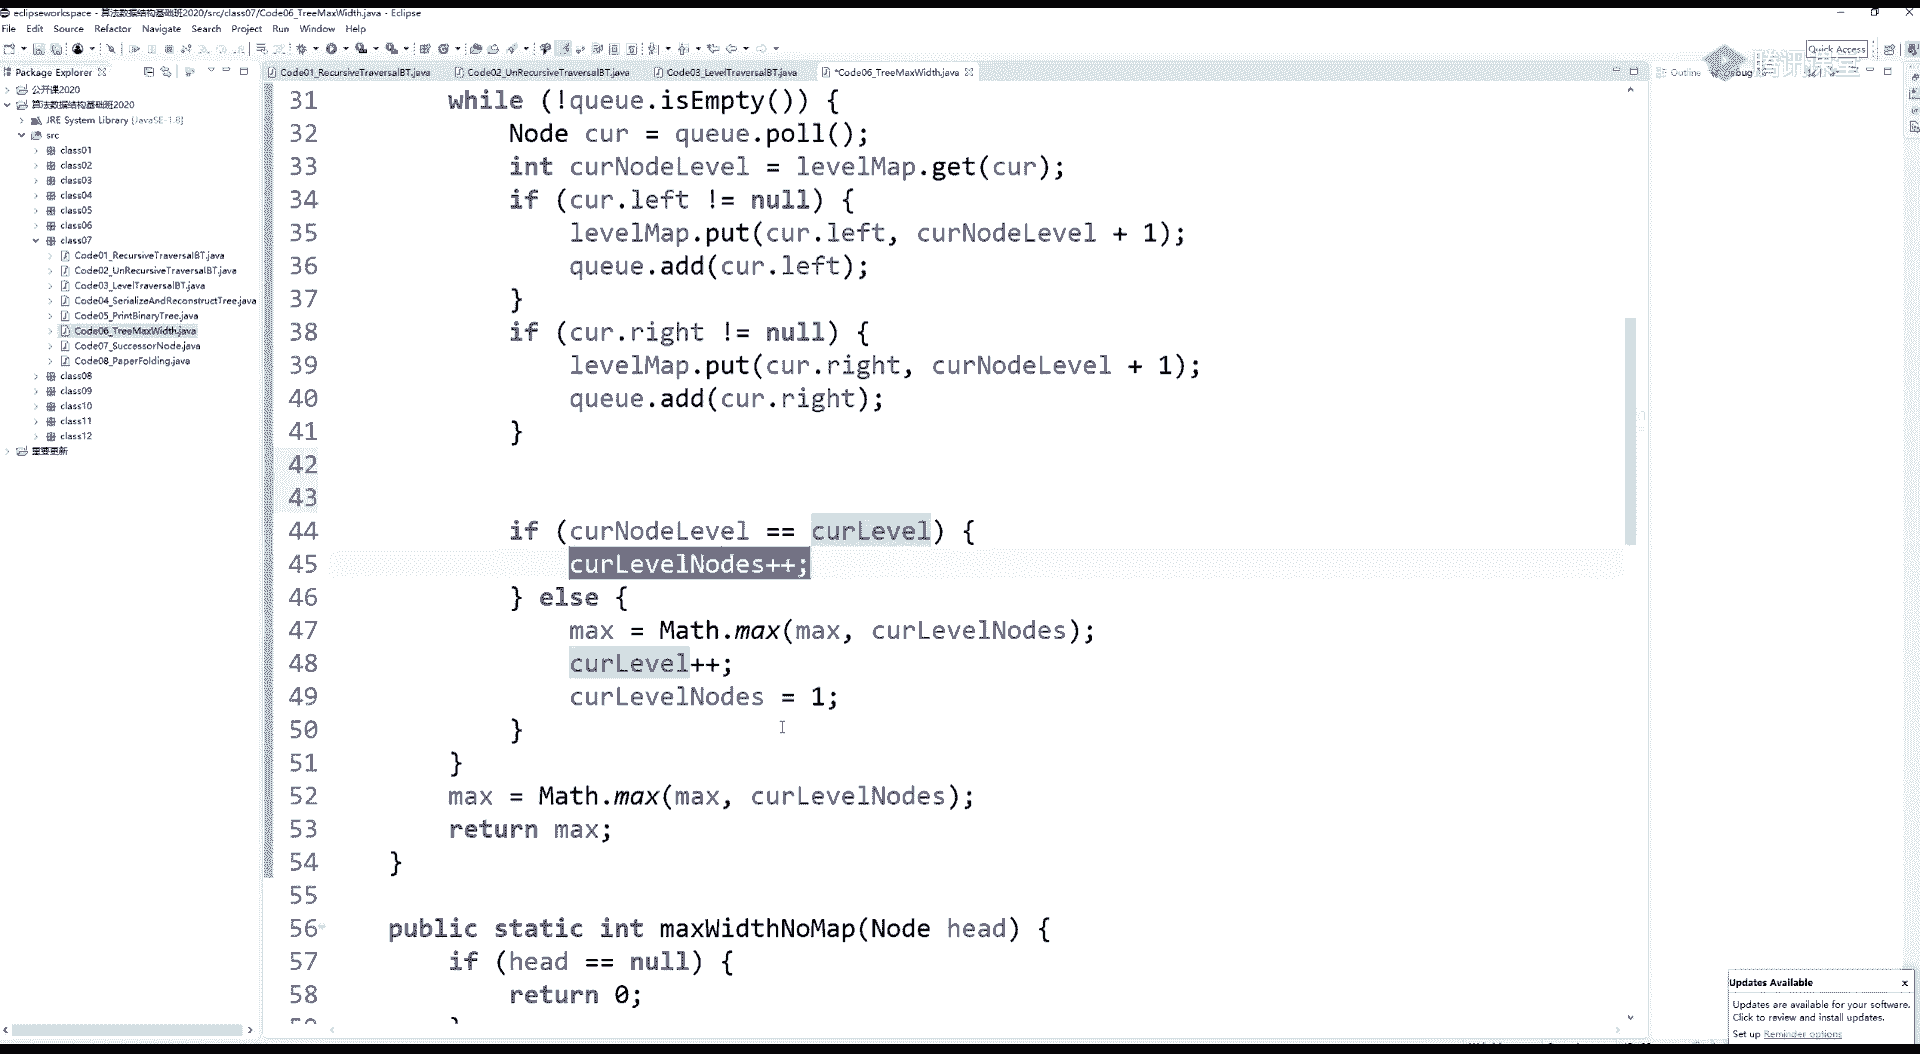 eclipseworkspace - 算法数据结构基础班2020/src/class07/Code06_TreeMaxWidth.java - Eclipse
File Edit Source Refactor Navigate Search Project Run Window Help
Quick Access
腾讯课堂
Package Explorer
Code01_RecursiveTraversalBT.java Code02_UnRecursiveTraversalBT.java Code03_LevelTraversalBT.java *Code06_TreeMaxWidth.java
Outline Debug
公开课2020
算法数据结构基础班2020
JRE System Library [JavaSE-1.8]
src
class01
class02
class03
class04
class05
class06
class07
Code01_RecursiveTraversalBT.java
Code02_UnRecursiveTraversalBT.java
Code03_LevelTraversalBT.java
Code04_SerializeAndReconstructTree.java
Code05_PrintBinaryTree.java
Code06_TreeMaxWidth.java
Code07_SuccessorNode.java
Code08_PaperFolding.java
class08
class09
class10
class11
class12
重要更新
31 while (!queue.isEmpty()) {
32 Node cur = queue.poll();
33 int curNodeLevel = levelMap.get(cur);
34 if (cur.left != null) {
35 levelMap.put(cur.left, curNodeLevel + 1);
36 queue.add(cur.left);
37 }
38 if (cur.right != null) {
39 levelMap.put(cur.right, curNodeLevel + 1);
40 queue.add(cur.right);
41 }
42
43
44 if (curNodeLevel == curLevel) {
45 curLevelNodes++;
46 } else {
47 max = Math.max(max, curLevelNodes);
48 curLevel++;
49 curLevelNodes = 1;
50 }
51 }
52 max = Math.max(max, curLevelNodes);
53 return max;
54 }
55
56 public static int maxWidthNoMap(Node head) {
57 if (head == null) {
58 return 0;
Updates Available
Updates are available for your software.
Click to review and install updates.
Set up Reminder options